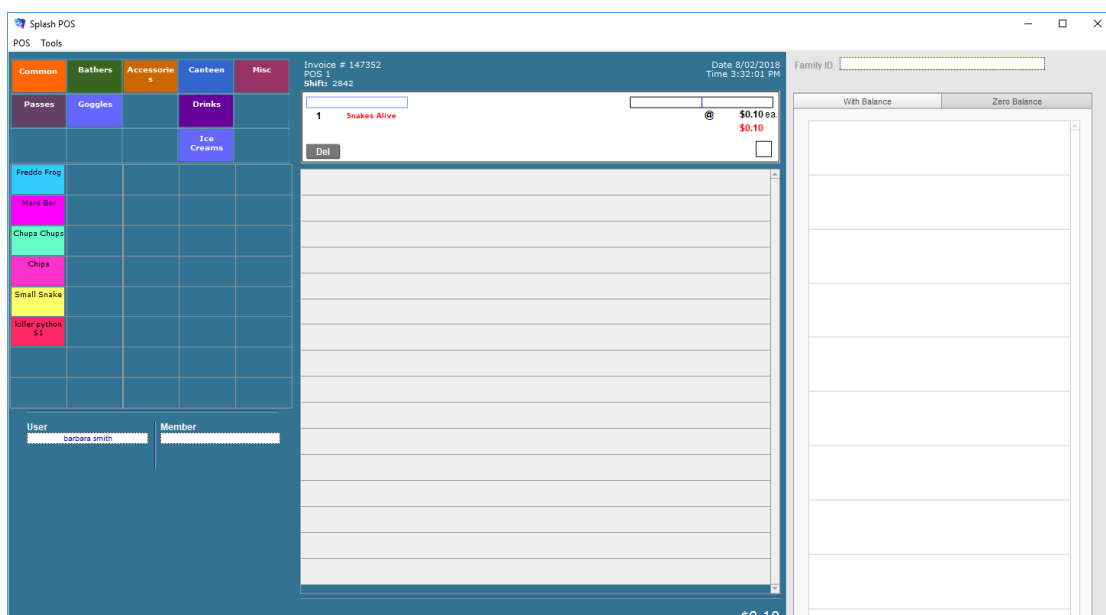 Splash POS
POS Tools
Common Bathers Accessorie Canteen Misc
s
Passes Goggles Drinks
Ice
Creams
Freddo Frog
Mars Bar
Chupa Chups
Chips
Small Snake
killer python
$1
User Member
barbara smith
Invoice # 147352 Date 8/02/2018
POS 1 Time 3:32:01 PM
Shift: 2842
1 Snakes Alive @ $0.10 ea.
$0.10
Del
$0.10
Family ID
With Balance Zero Balance